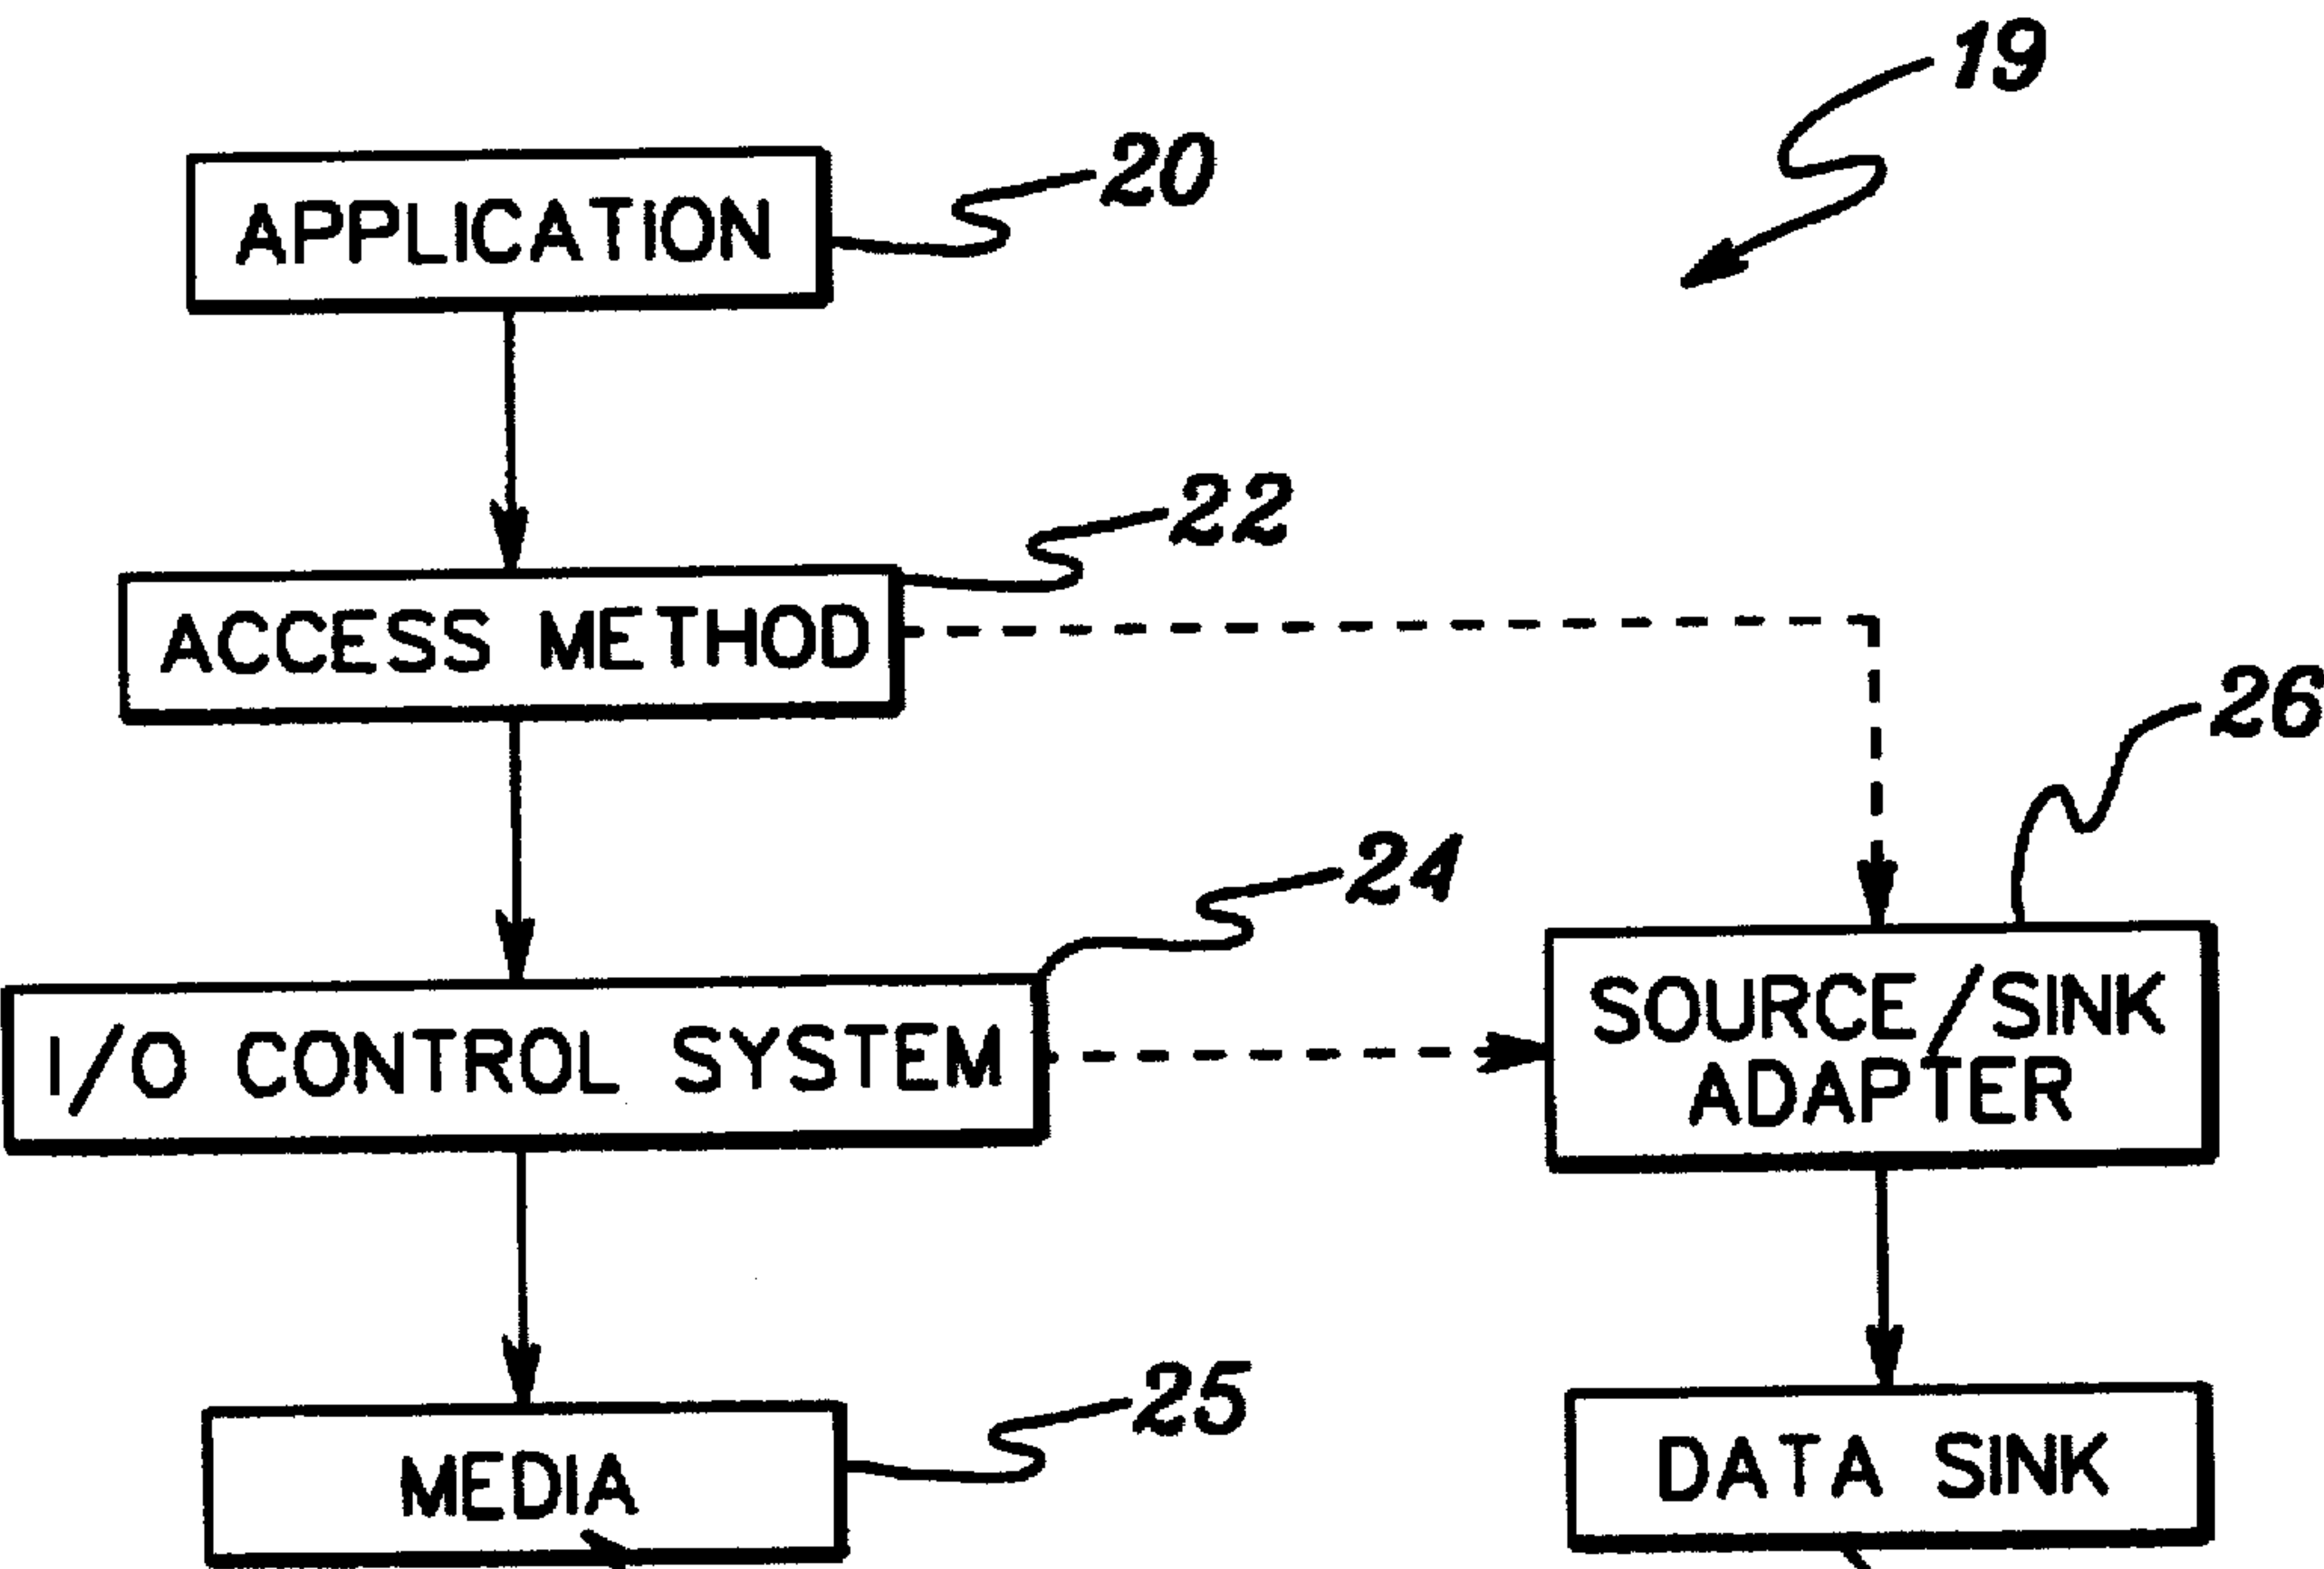 19
APPLICATION
20
ACCESS METHOD
22
26
I/O CONTROL SYSTEM
24
SOURCE/SINK
ADAPTER
MEDIA
25
DATA SINK